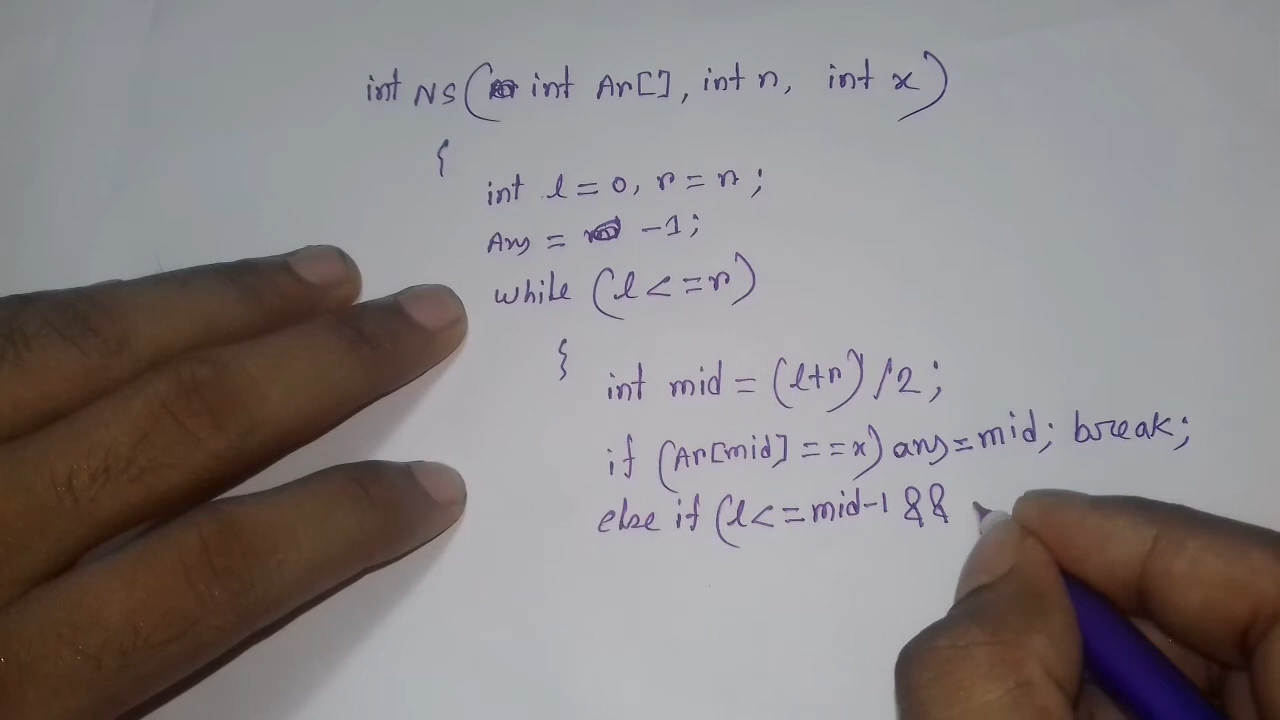 int NS(int Ar[], int n, int x)
{
int l=0, r=n;
Ans = -1;
while (l<=r)
{
int mid = (l+r)/2;
if (Ar[mid]==x) ans=mid; break;
else if (l<=mid-1 &&